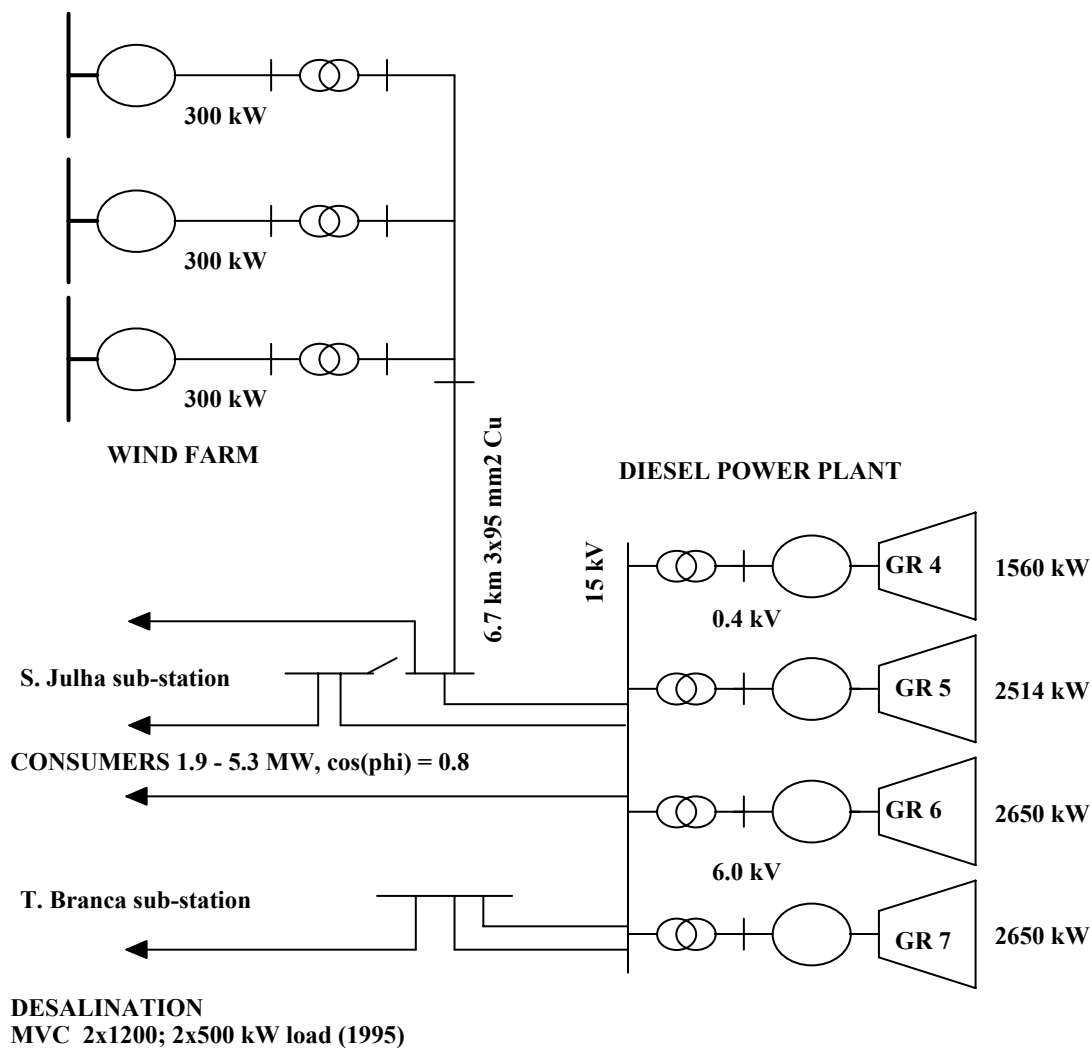 300 kW
300 kW
300 kW
WIND FARM
6.7 km 3x95 mm2 Cu
DIESEL POWER PLANT
15 kV
GR 4
1560 kW
0.4 kV
S. Julha sub-station
GR 5
2514 kW
CONSUMERS 1.9 - 5.3 MW, cos(phi) = 0.8
GR 6
2650 kW
6.0 kV
T. Branca sub-station
GR 7
2650 kW
DESALINATION
MVC 2x1200; 2x500 kW load (1995)